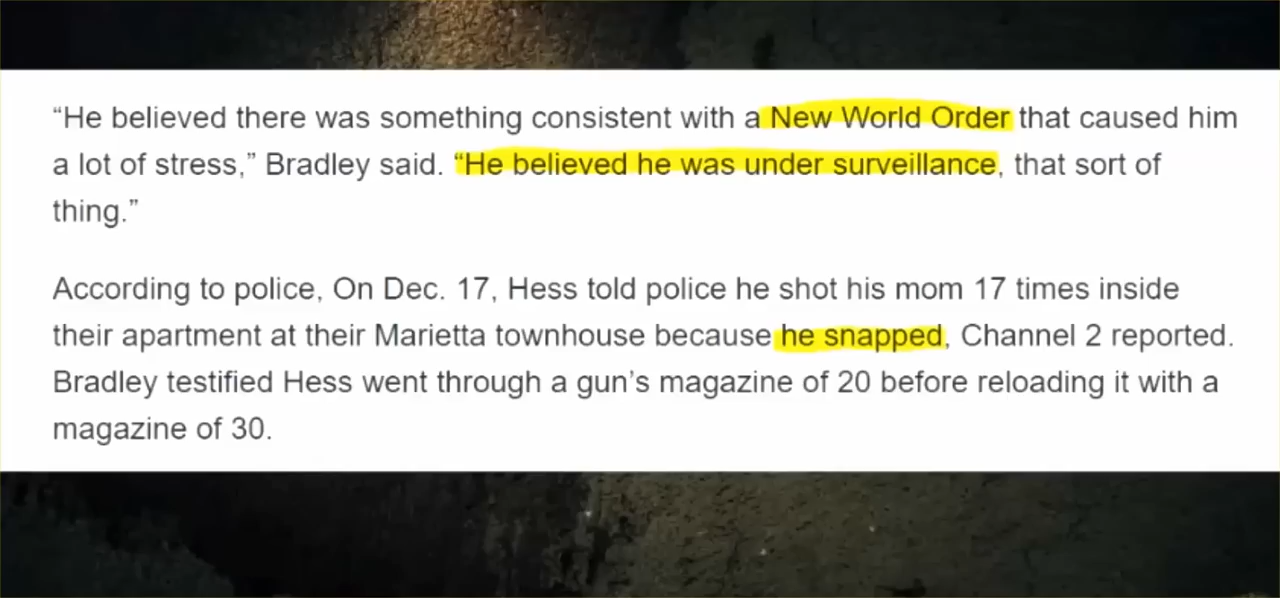 “He believed there was something consistent with a New World Order that caused him
a lot of stress,” Bradley said. “He believed he was under surveillance, that sort of
thing.”
According to police, On Dec. 17, Hess told police he shot his mom 17 times inside
their apartment at their Marietta townhouse because he snapped, Channel 2 reported.
Bradley testified Hess went through a gun’s magazine of 20 before reloading it with a
magazine of 30.